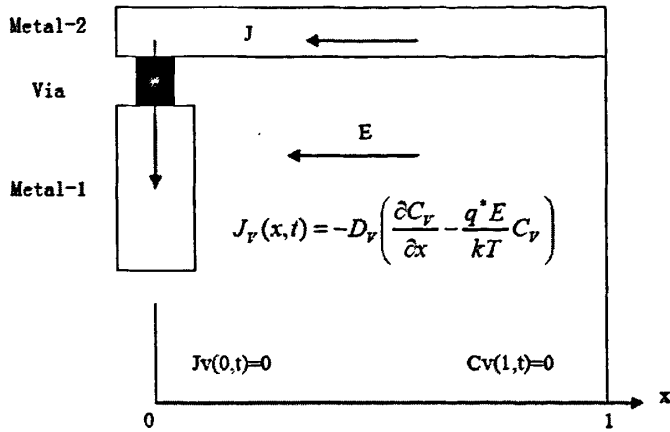 Metal-2
J
Via
E
Metal-1
J_V(x,t) = -D_V(∂C_V/∂x - q*E/kT C_V)
Jv(0,t)=0
Cv(1,t)=0
x
0
1